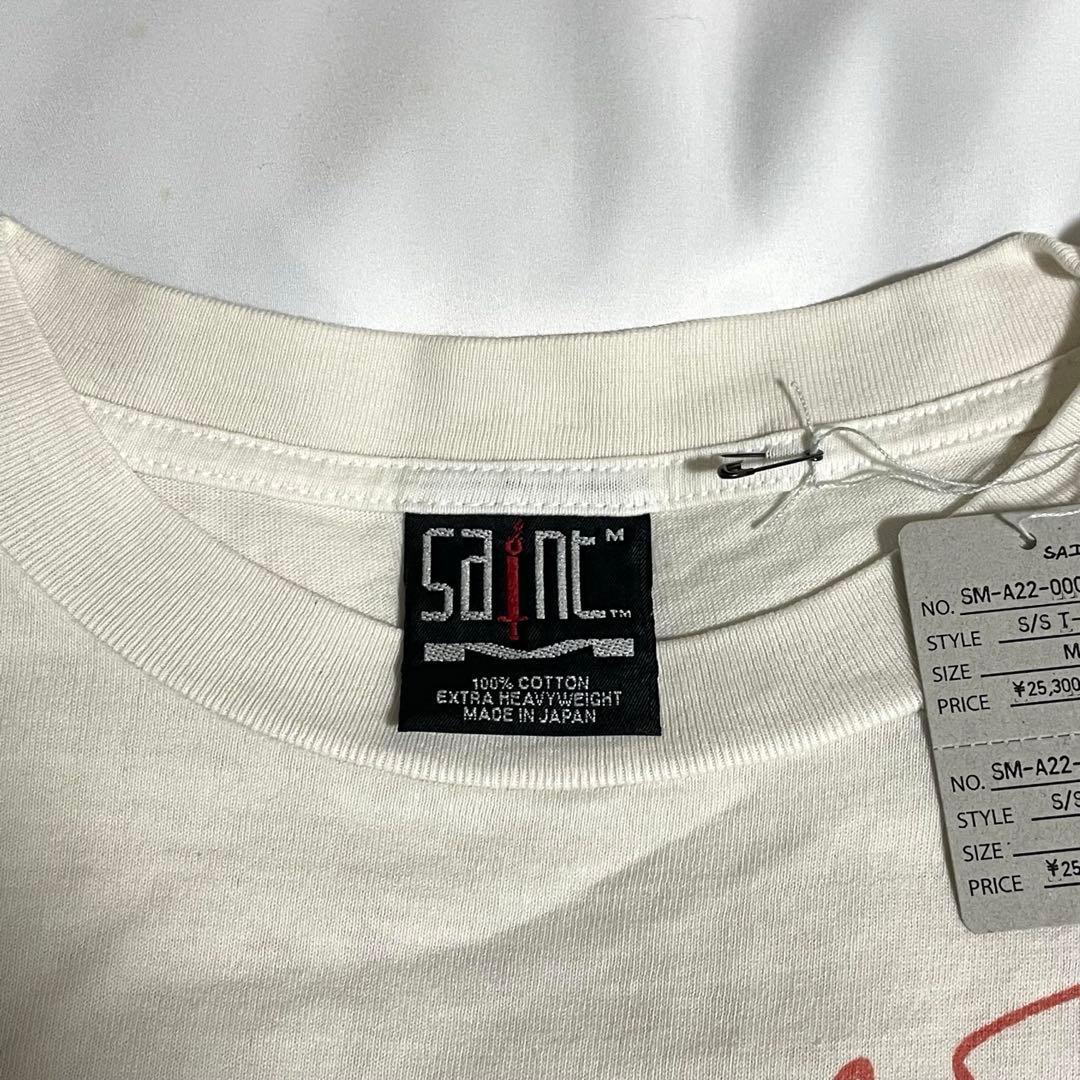 saint M
™
100% COTTON
EXTRA HEAVYWEIGHT
MADE IN JAPAN
NO. SM-A22-000
STYLE S/S T-
SIZE M
PRICE ¥25,300
NO. SM-A22-
STYLE S/S
SIZE
PRICE ¥25